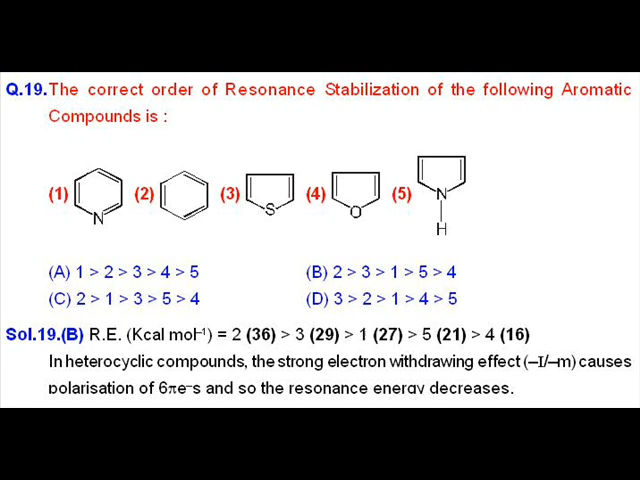 Q.19. The correct order of Resonance Stabilization of the following Aromatic
Compounds is :
(1) N (2) (3) S (4) O (5) N
H
(A) 1 > 2 > 3 > 4 > 5 (B) 2 > 3 > 1 > 5 > 4
(C) 2 > 1 > 3 > 5 > 4 (D) 3 > 2 > 1 > 4 > 5
Sol.19.(B) R.E. (Kcal mol⁻¹) = 2 (36) > 3 (29) > 1 (27) > 5 (21) > 4 (16)
In heterocyclic compounds, the strong electron withdrawing effect (–I/–m) causes
polarisation of 6πe⁻s and so the resonance energy decreases.